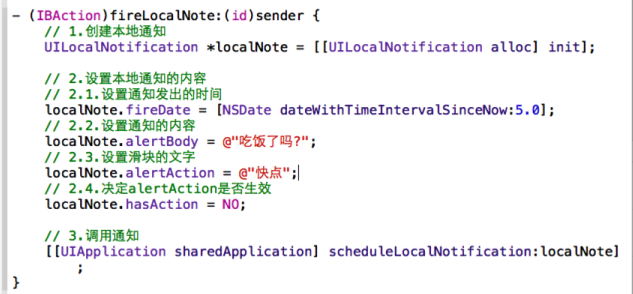 - (IBAction)fireLocalNote:(id)sender {
// 1.创建本地通知
UILocalNotification *localNote = [[UILocalNotification alloc] init];
// 2.设置本地通知的内容
// 2.1.设置通知发出的时间
localNote.fireDate = [NSDate dateWithTimeIntervalSinceNow:5.0];
// 2.2.设置通知的内容
localNote.alertBody = @"吃饭了吗?";
// 2.3.设置滑块的文字
localNote.alertAction = @"快点";
// 2.4.决定alertAction是否生效
localNote.hasAction = NO;
// 3.调用通知
[[UIApplication sharedApplication] scheduleLocalNotification:localNote]
;
}